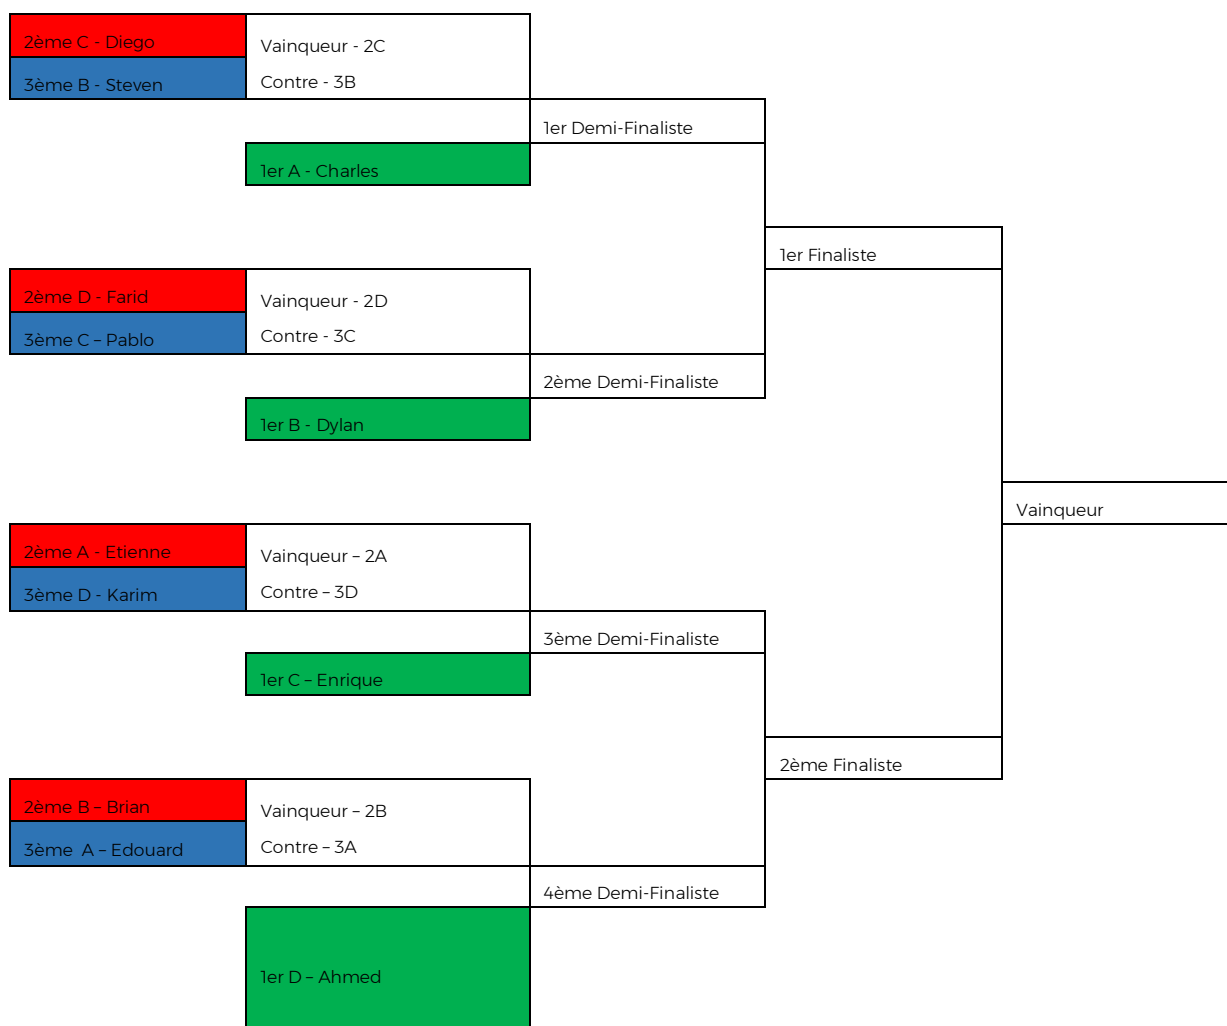 2ème C - Diego
Vainqueur - 2C
3ème B - Steven
Contre - 3B
1er Demi-Finaliste
1er A - Charles
1er Finaliste
2ème D - Farid
Vainqueur - 2D
3ème C – Pablo
Contre - 3C
2ème Demi-Finaliste
1er B - Dylan
Vainqueur
2ème A - Etienne
Vainqueur – 2A
3ème D - Karim
Contre – 3D
3ème Demi-Finaliste
1er C – Enrique
2ème Finaliste
2ème B – Brian
Vainqueur – 2B
3ème  A – Edouard
Contre – 3A
4ème Demi-Finaliste
1er D – Ahmed